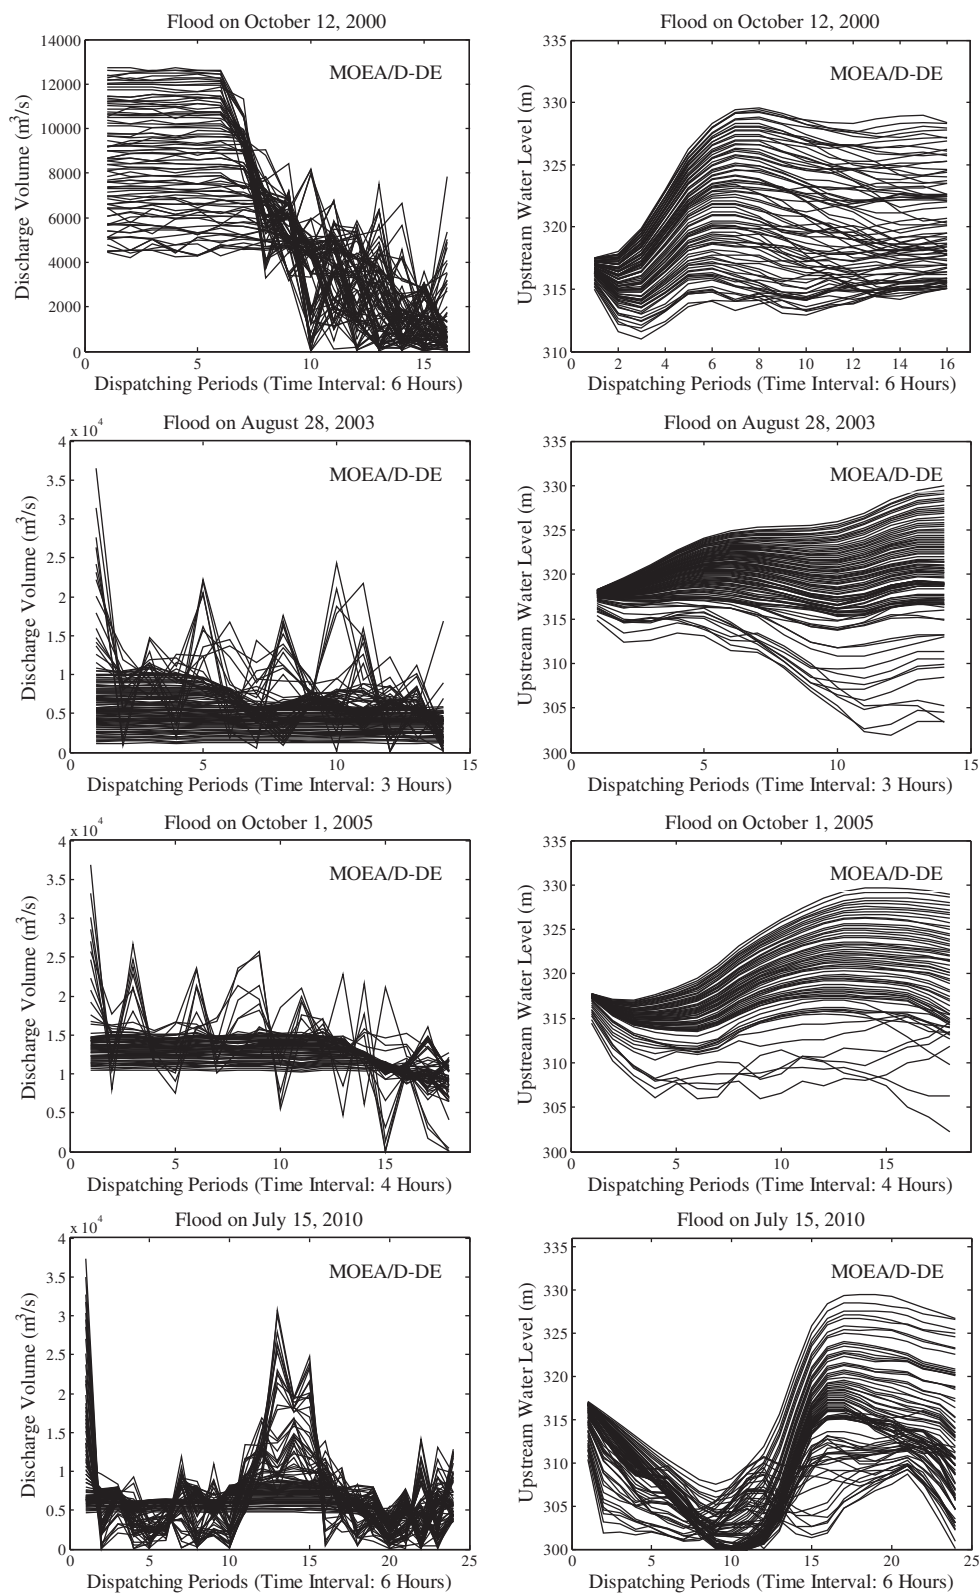 Flood on October 12, 2000
Discharge Volume (m³/s)
14000
12000
10000
8000
6000
4000
2000
0
MOEA/D-DE
0 5 10 15
Dispatching Periods (Time Interval: 6 Hours)
Flood on October 12, 2000
Upstream Water Level (m)
335
330
325
320
315
310
MOEA/D-DE
0 2 4 6 8 10 12 14 16
Dispatching Periods (Time Interval: 6 Hours)
Flood on August 28, 2003
x 10⁴
Discharge Volume (m³/s)
4
3.5
3
2.5
2
1.5
1
0.5
0
MOEA/D-DE
0 5 10 15
Dispatching Periods (Time Interval: 3 Hours)
Flood on August 28, 2003
Upstream Water Level (m)
335
330
325
320
315
310
305
300
MOEA/D-DE
0 5 10 15
Dispatching Periods (Time Interval: 3 Hours)
Flood on October 1, 2005
x 10⁴
Discharge Volume (m³/s)
4
3.5
3
2.5
2
1.5
1
0.5
0
MOEA/D-DE
0 5 10 15
Dispatching Periods (Time Interval: 4 Hours)
Flood on October 1, 2005
Upstream Water Level (m)
335
330
325
320
315
310
305
300
MOEA/D-DE
0 5 10 15
Dispatching Periods (Time Interval: 4 Hours)
Flood on July 15, 2010
x 10⁴
Discharge Volume (m³/s)
4
3.5
3
2.5
2
1.5
1
0.5
0
MOEA/D-DE
0 5 10 15 20 25
Dispatching Periods (Time Interval: 6 Hours)
Flood on July 15, 2010
Upstream Water Level (m)
335
330
325
320
315
310
305
300
MOEA/D-DE
0 5 10 15 20 25
Dispatching Periods (Time Interval: 6 Hours)